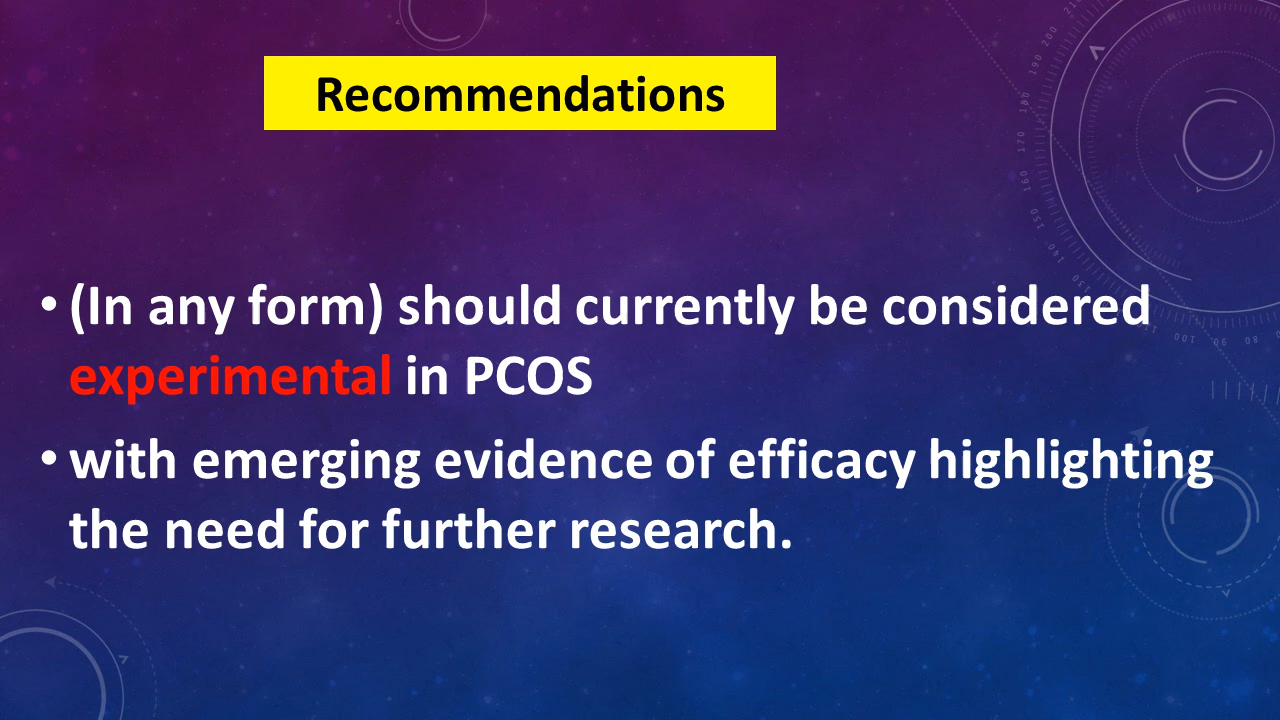 Recommendations
• (In any form) should currently be considered
experimental in PCOS
• with emerging evidence of efficacy highlighting
the need for further research.